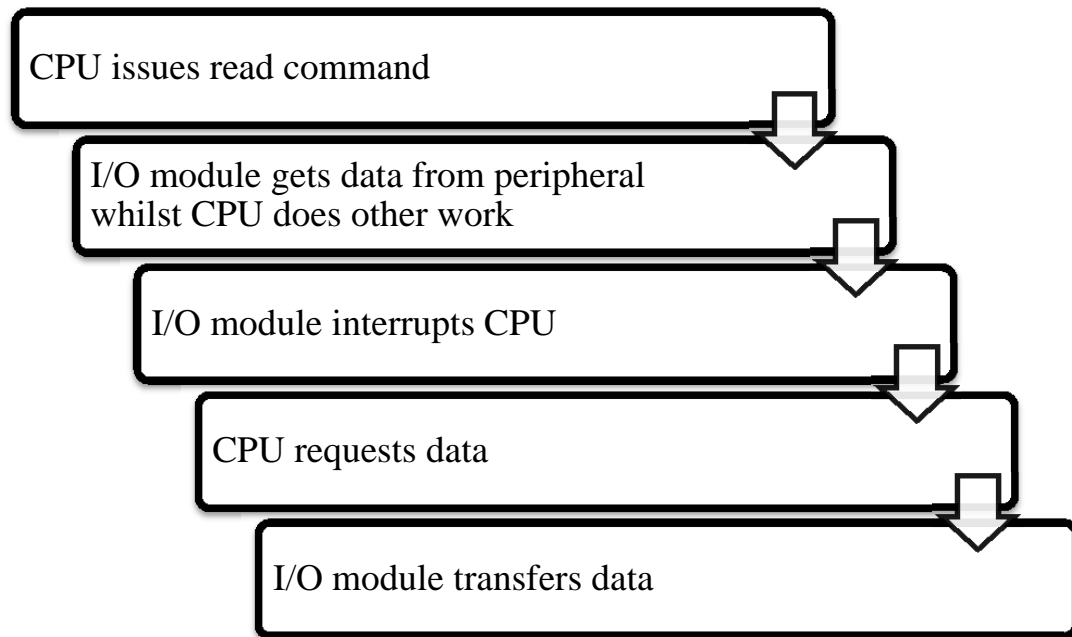 CPU issues read command
I/O module gets data from peripheral
whilst CPU does other work
I/O module interrupts CPU
CPU requests data
I/O module transfers data